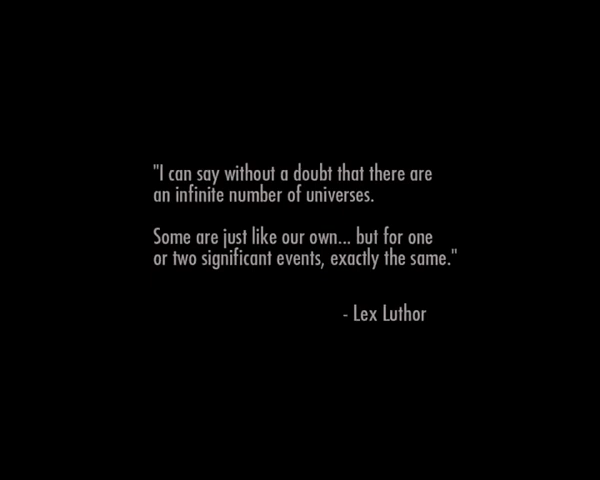 "I can say without a doubt that there are
an infinite number of universes.
Some are just like our own... but for one
or two significant events, exactly the same."
- Lex Luthor